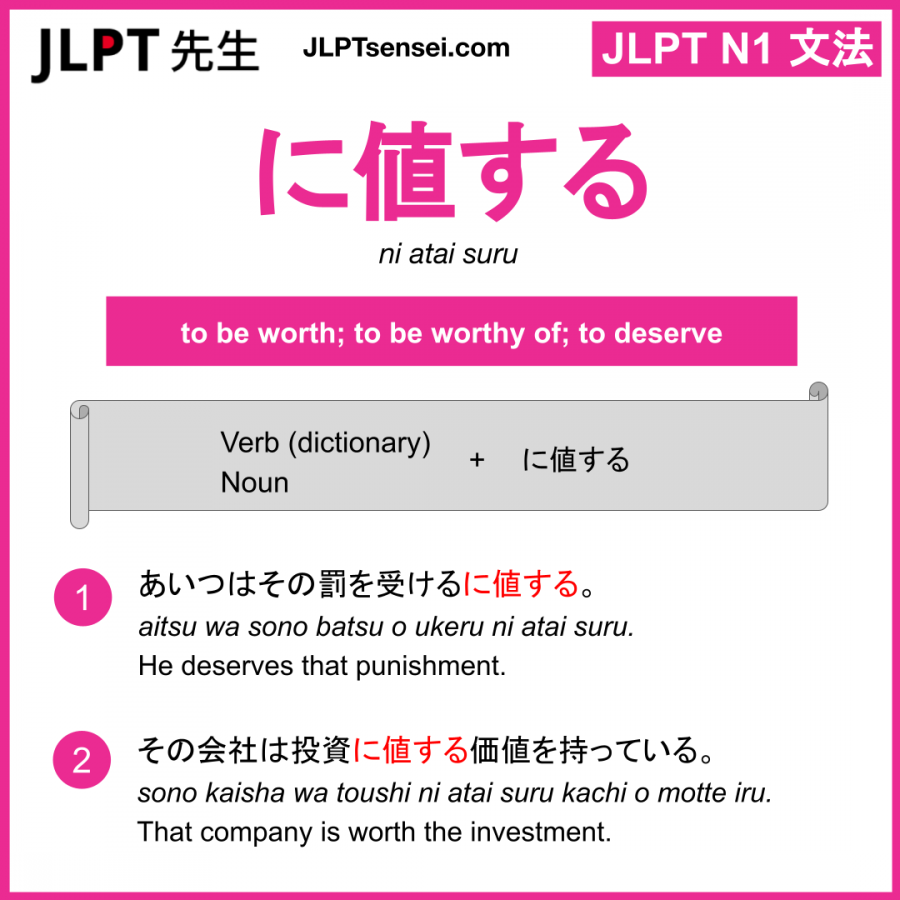 JLPT 先生
JLPTsensei.com
JLPT N1 文法
に値する
ni atai suru
to be worth; to be worthy of; to deserve
Verb (dictionary)
Noun
+ に値する
1
あいつはその罰を受けるに値する。
aitsu wa sono batsu o ukeru ni atai suru.
He deserves that punishment.
2
その会社は投資に値する価値を持っている。
sono kaisha wa toushi ni atai suru kachi o motte iru.
That company is worth the investment.